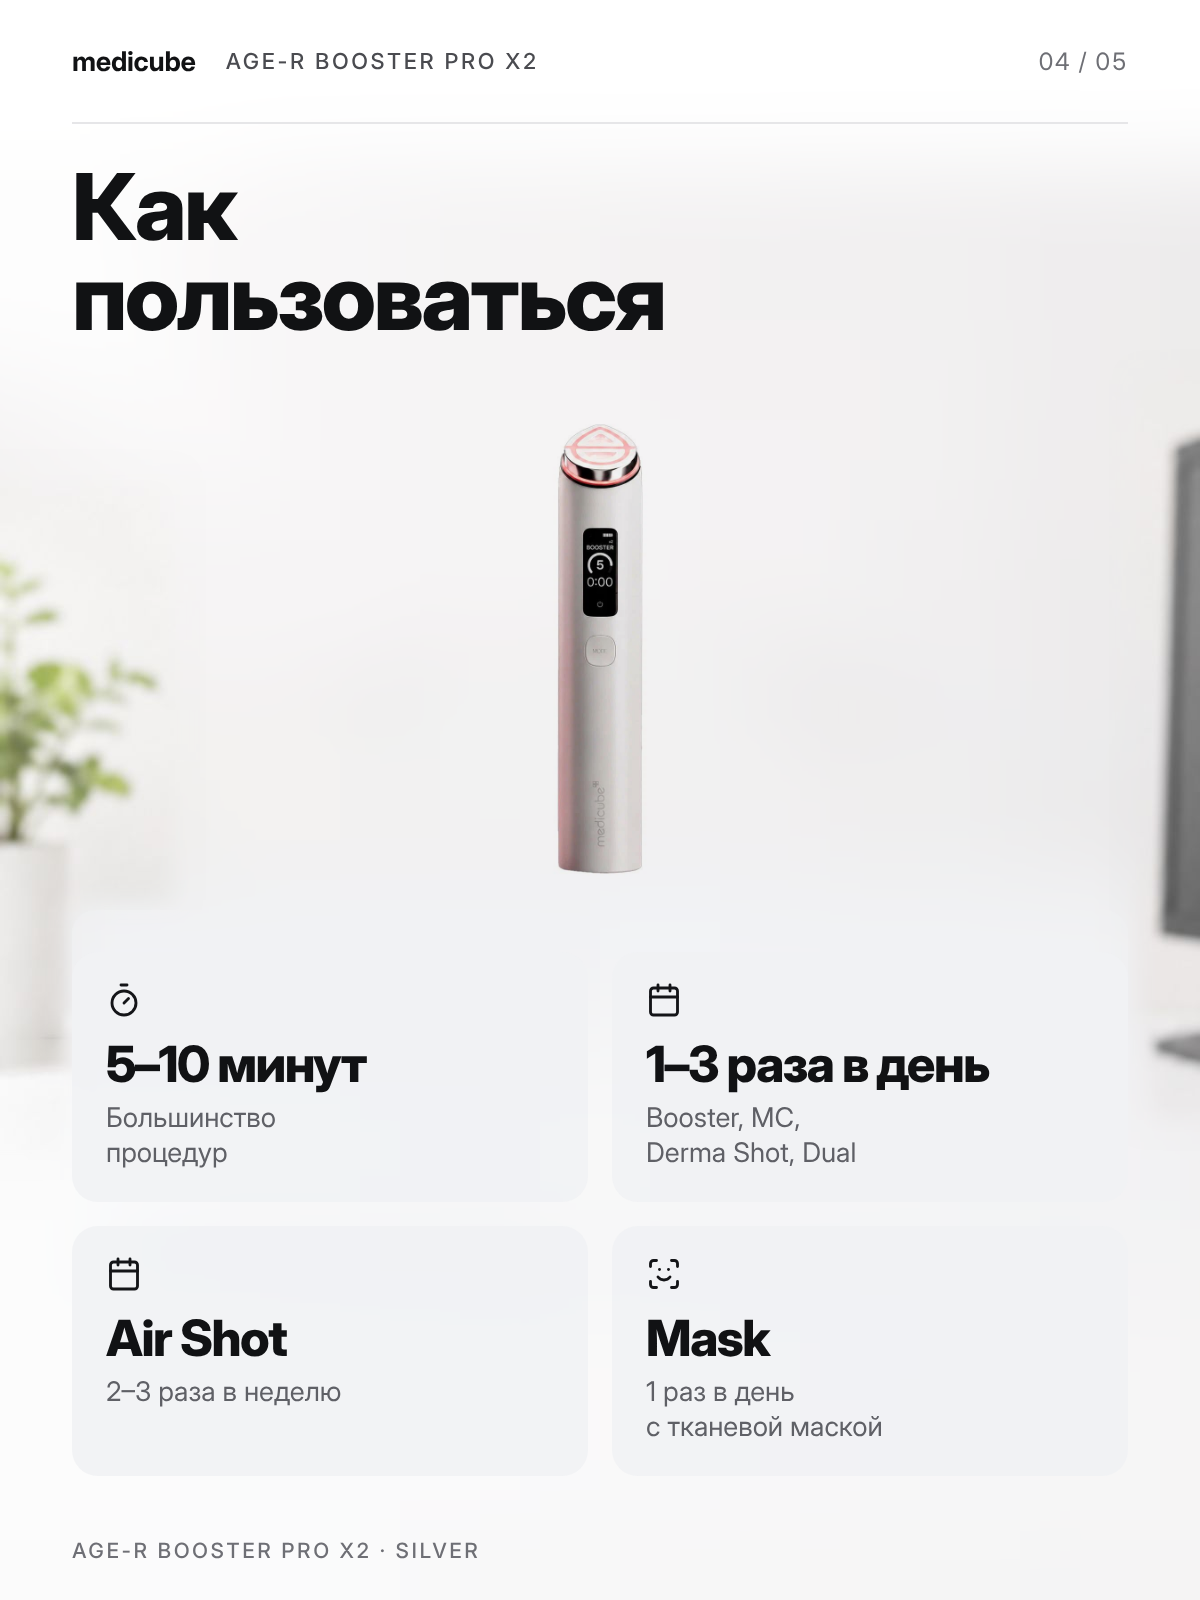 medicube AGE-R BOOSTER PRO X2 04 / 05
Как
пользоваться
BOOSTER
5
0:00
medicube
5–10 минут
Большинство
процедур
1–3 раза в день
Booster, MC,
Derma Shot, Dual
Air Shot
2–3 раза в неделю
Mask
1 раз в день
с тканевой маской
AGE-R BOOSTER PRO X2 · SILVER